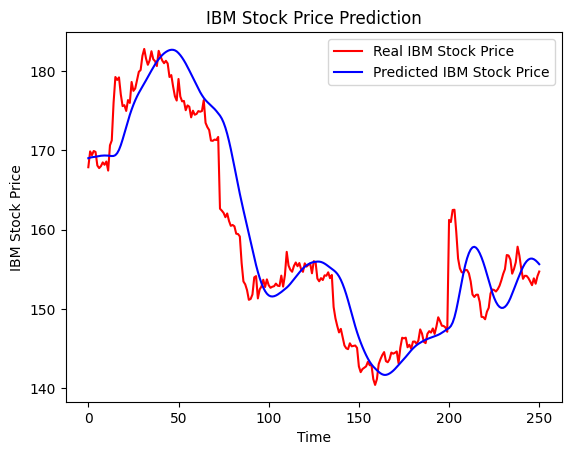 IBM Stock Price Prediction
Real IBM Stock Price
Predicted IBM Stock Price
IBM Stock Price
180
170
160
150
140
0 50 100 150 200 250
Time